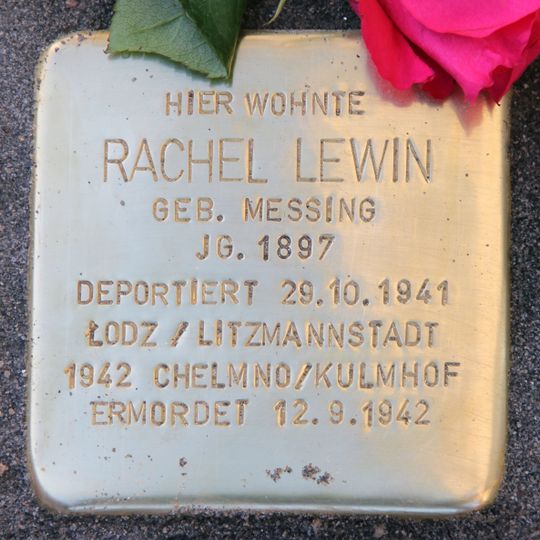 HIER WOHNTE
RACHEL LEWIN
GEB. MESSING
JG. 1897
DEPORTIERT 29.10.1941
ŁODZ / LITZMANNSTADT
1942 CHELMNO/KULMHOF
ERMORDET 12.9.1942